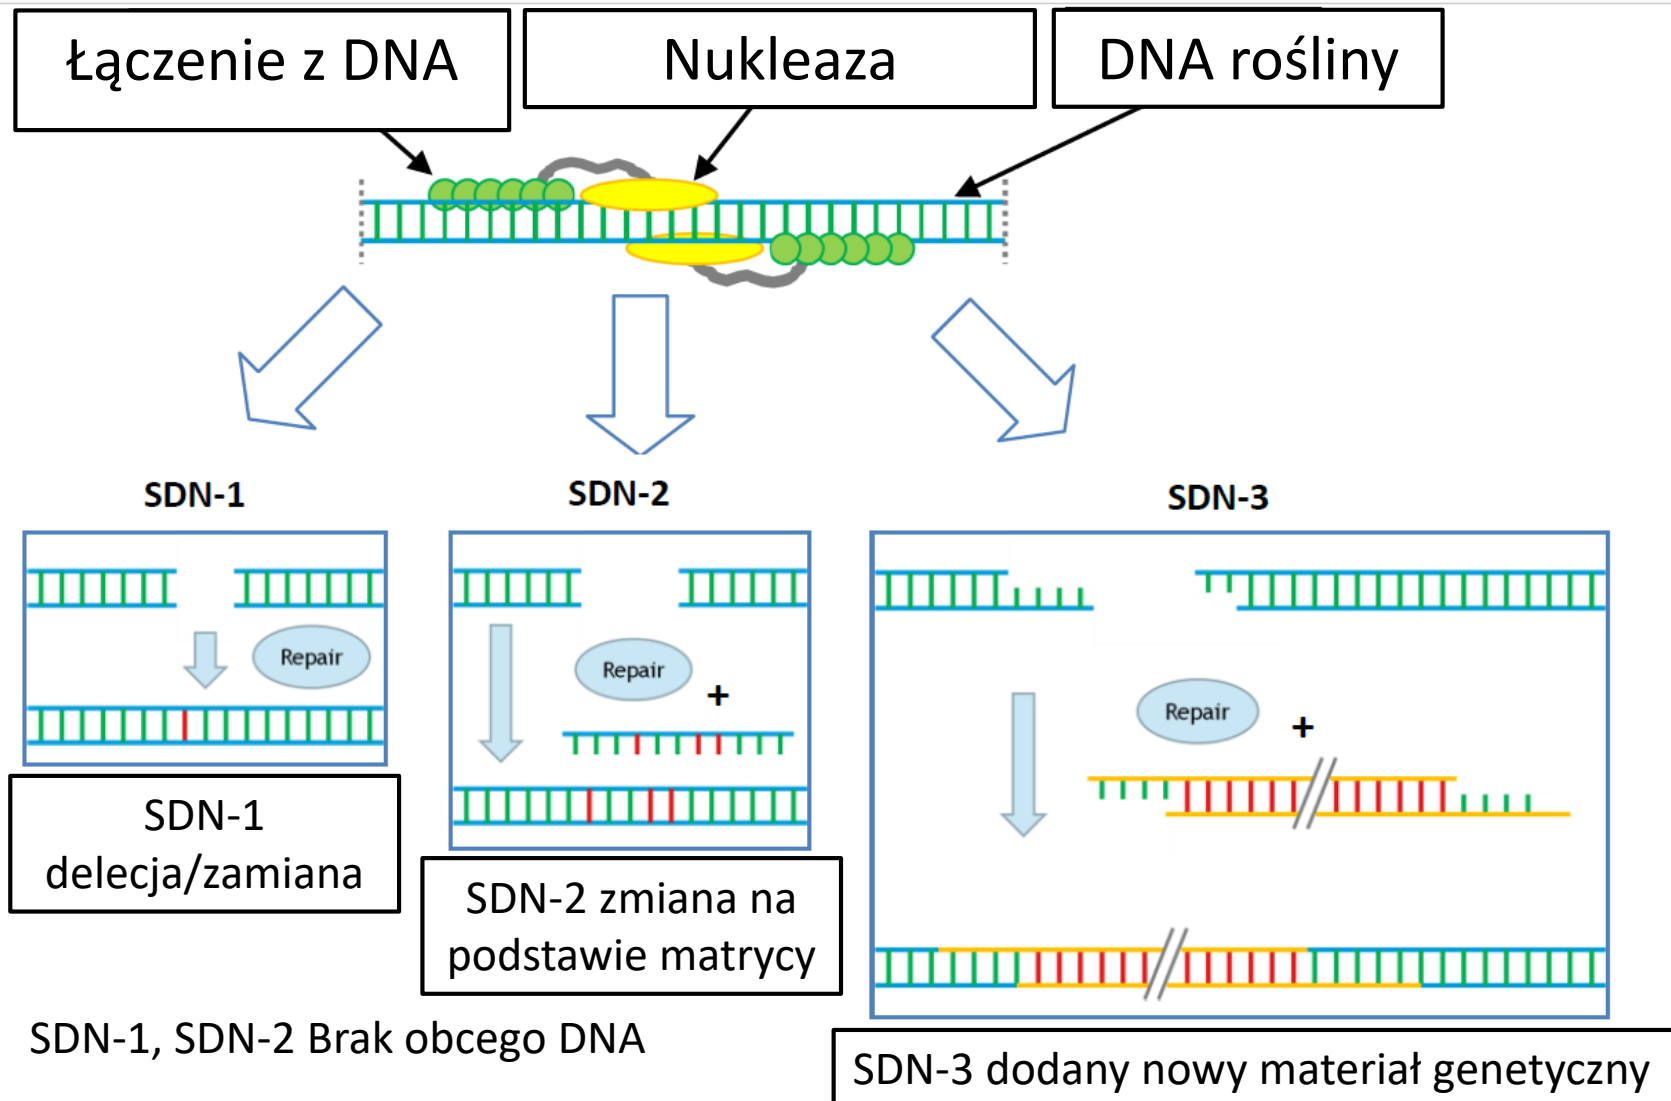 Łączenie z DNA
Nukleaza
DNA rośliny
SDN-1
SDN-2
SDN-3
Repair
Repair
+
Repair
+
SDN-1
delecja/zamiana
SDN-2 zmiana na
podstawie matrycy
SDN-1, SDN-2 Brak obcego DNA
SDN-3 dodany nowy materiał genetyczny